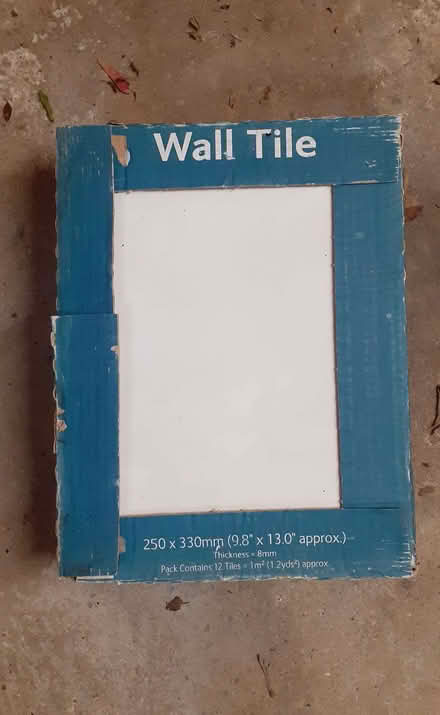 Wall Tile
250 x 330mm (9.8" x 13.0" approx.)
Thickness = 8mm
Pack Contains 12 Tiles = 1m² (1.2yds²) approx